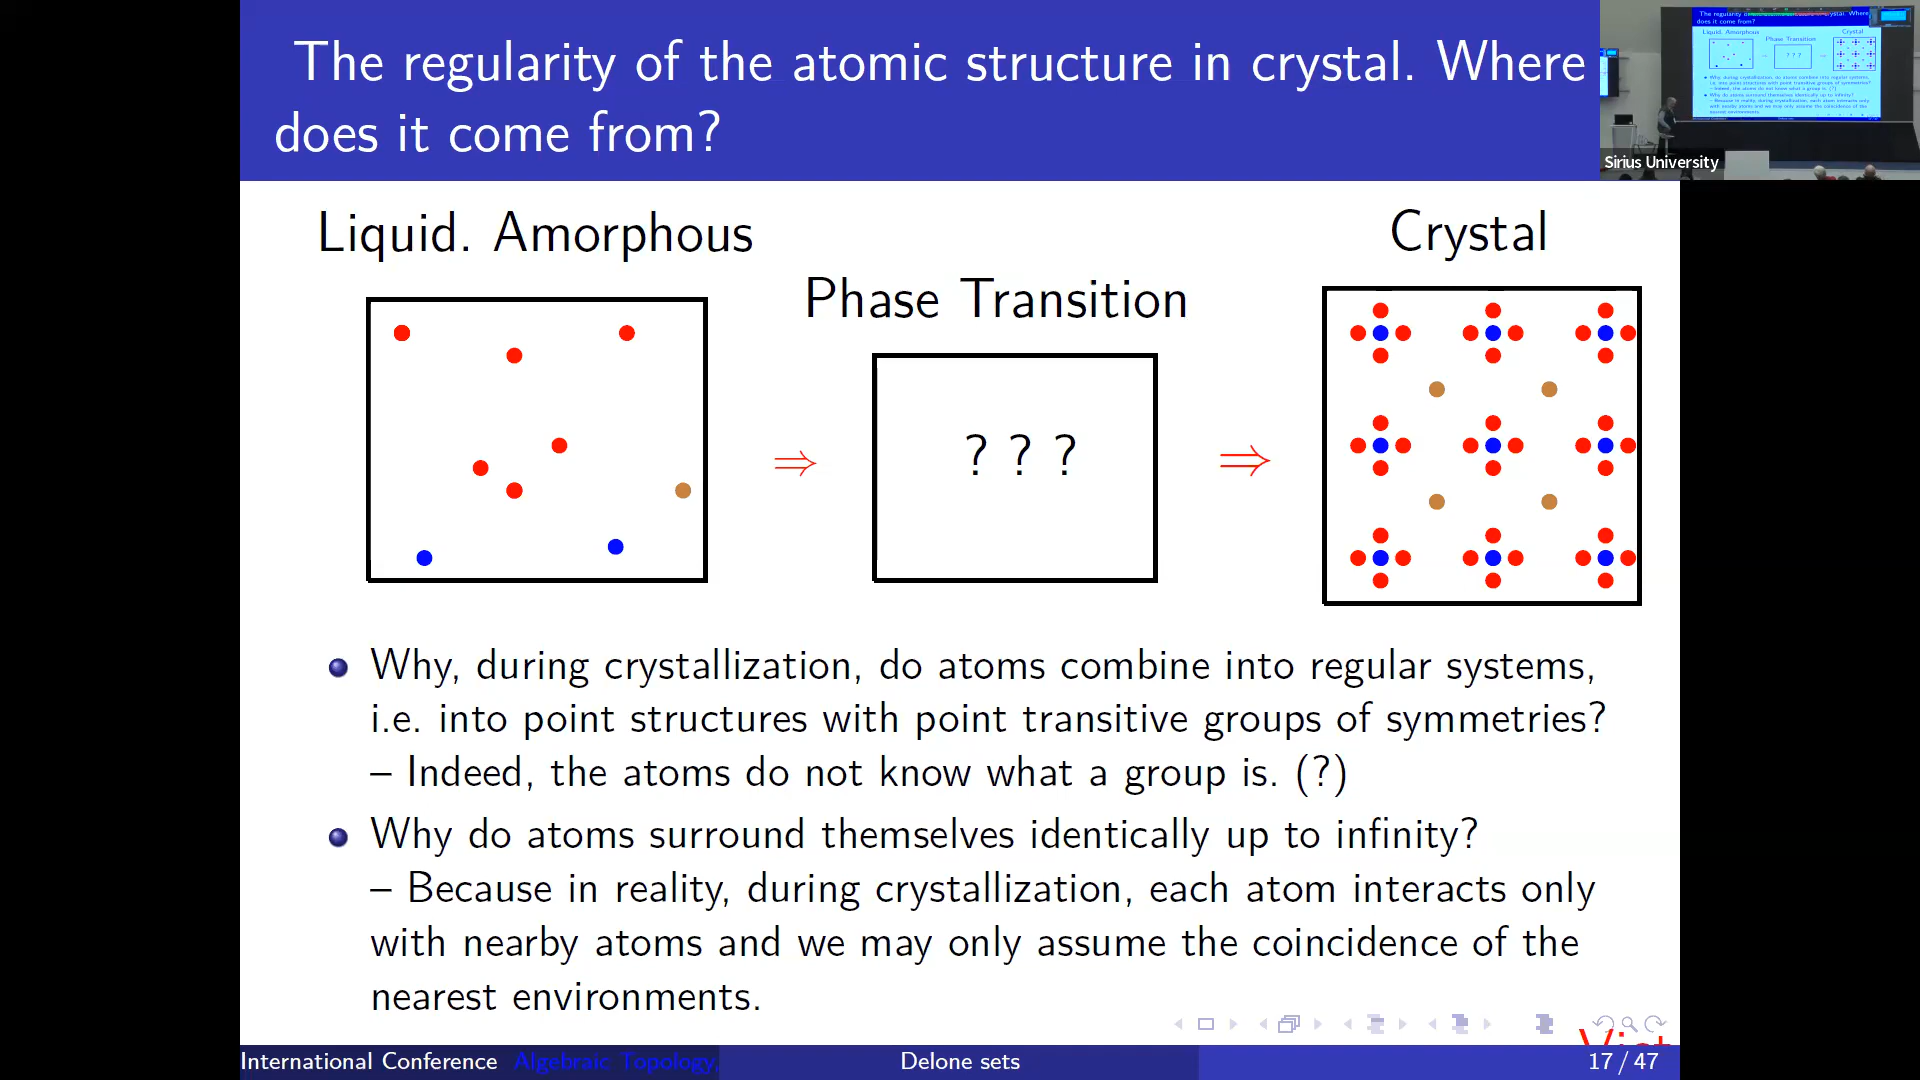 The regularity of the atomic structure in crystal. Where
does it come from?
Sirius University
Liquid. Amorphous
Crystal
Phase Transition
⇒
? ? ?
⇒
Why, during crystallization, do atoms combine into regular systems,
i.e. into point structures with point transitive groups of symmetries?
– Indeed, the atoms do not know what a group is. (?)
Why do atoms surround themselves identically up to infinity?
– Because in reality, during crystallization, each atom interacts only
with nearby atoms and we may only assume the coincidence of the
nearest environments.
International Conference Algebraic Topology,
Delone sets
17 / 47